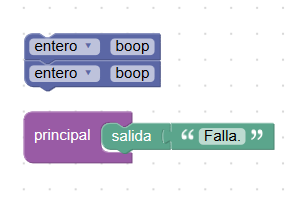 entero ▾ boop
entero ▾ boop
principal salida “ Falla. ”